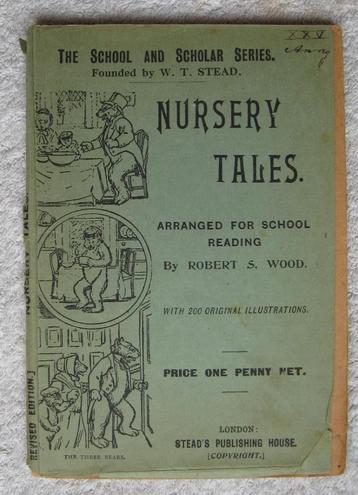 XXV
THE SCHOOL AND SCHOLAR SERIES.
Founded by W. T. STEAD.
NURSERY
TALES.
ARRANGED FOR SCHOOL
READING
By ROBERT S. WOOD.
WITH 200 ORIGINAL ILLUSTRATIONS.
PRICE ONE PENNY NET.
LONDON:
STEAD'S PUBLISHING HOUSE.
[COPYRIGHT.]
THE THREE BEARS.
REVISED EDITION.]
NURSERY TALES